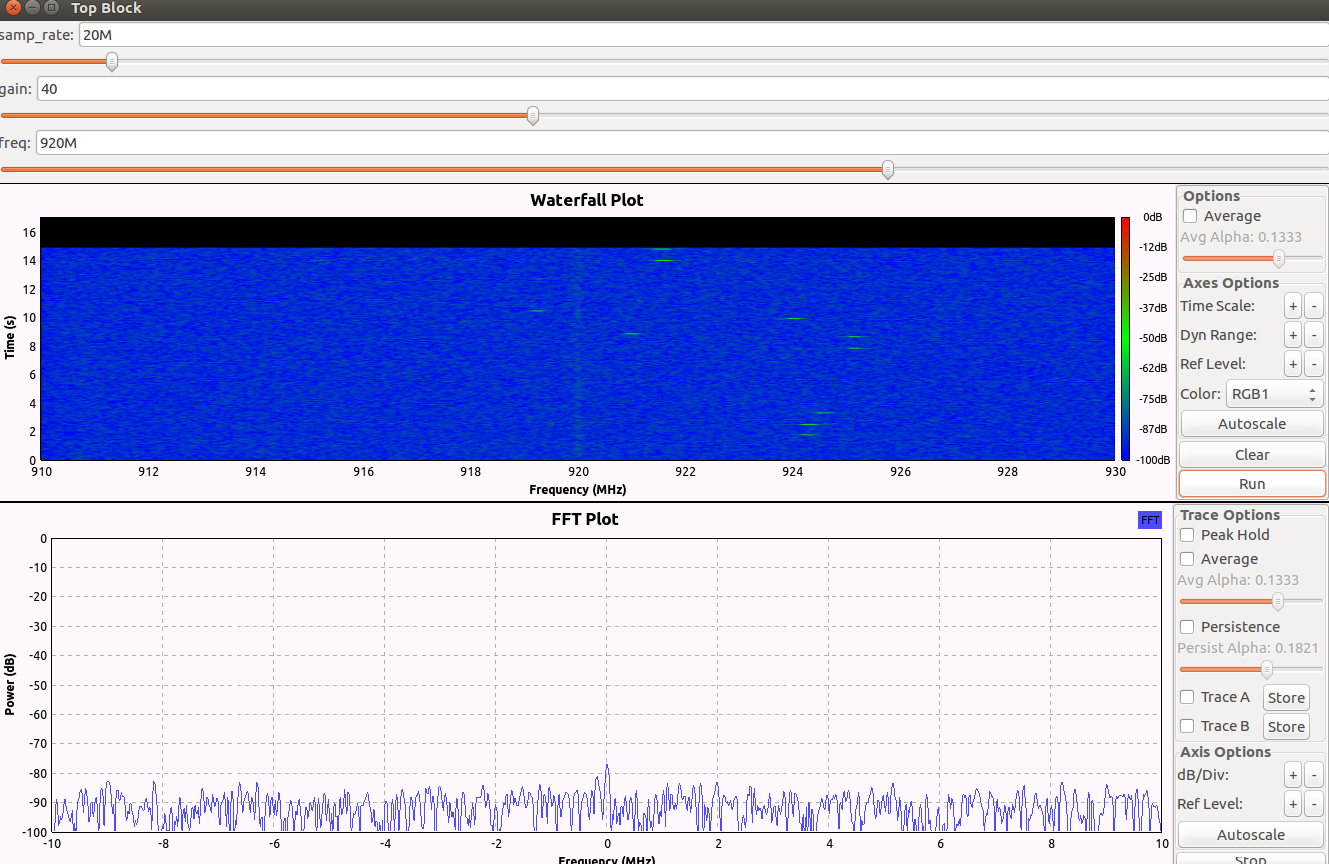 Top Block
samp_rate: 20M
gain: 40
freq: 920M
Waterfall Plot
Time (s)
16
14
12
10
8
6
4
2
0
910 912 914 916 918 920 922 924 926 928 930
Frequency (MHz)
0dB
-12dB
-25dB
-37dB
-50dB
-62dB
-75dB
-87dB
-100dB
Options
Average
Avg Alpha: 0.1333
Axes Options
Time Scale: + -
Dyn Range: + -
Ref Level: + -
Color: RGB1
Autoscale
Clear
Run
FFT Plot
FFT
Power (dB)
0
-10
-20
-30
-40
-50
-60
-70
-80
-90
-100
-10 -8 -6 -4 -2 0 2 4 6 8 10
Frequency (MHz)
Trace Options
Peak Hold
Average
Avg Alpha: 0.1333
Persistence
Persist Alpha: 0.1821
Trace A Store
Trace B Store
Axis Options
dB/Div: + -
Ref Level: + -
Autoscale
Stop